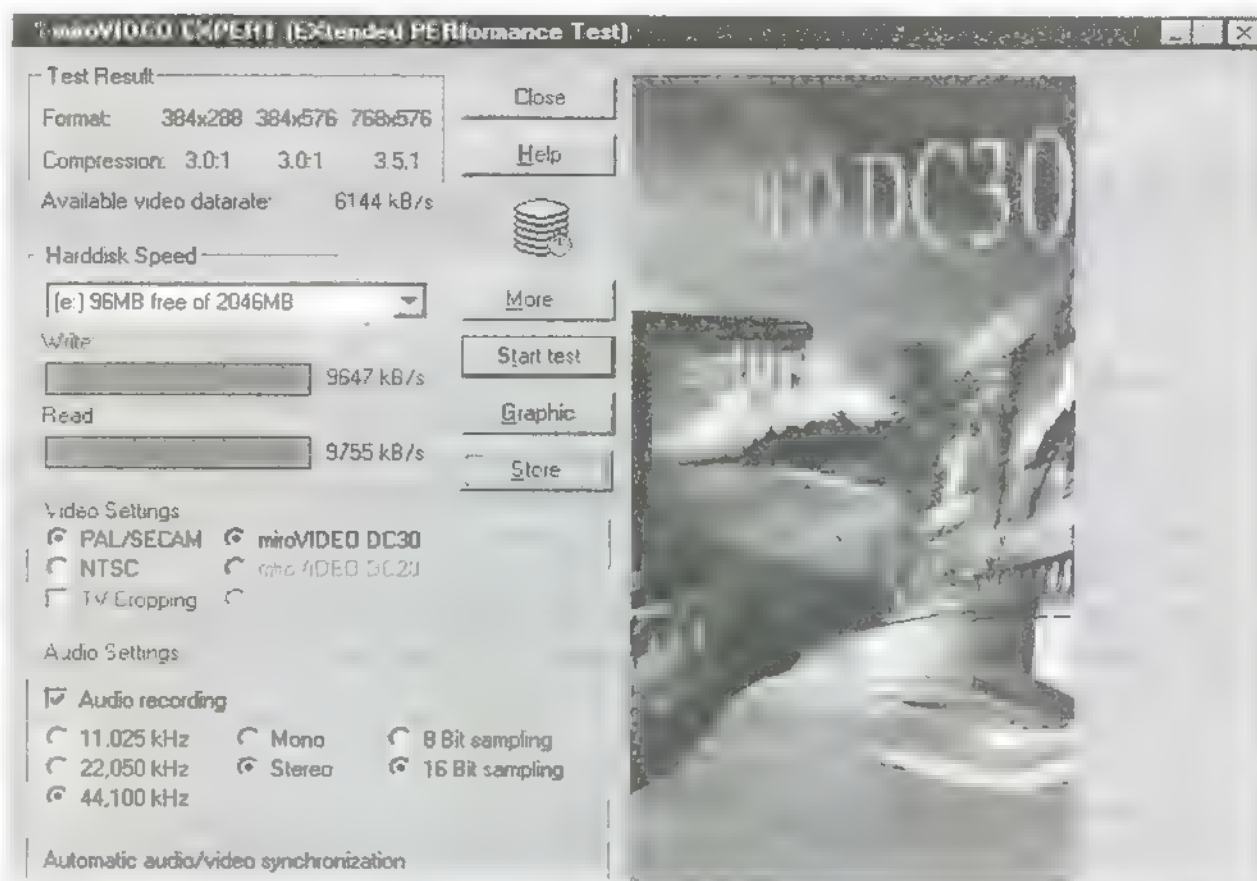 miroVIDEO EXPERT (EXtended PERformance Test)
Test Result
Format: 384x288 384x576 768x576
Compression: 3.0:1 3.0:1 3.5,1
Available video datarate: 6144 kB/s
Close
Help
Harddisk Speed
[e:] 96MB free of 2046MB
Write
9647 kB/s
Read
9755 kB/s
More
Start test
Graphic
Store
Video Settings
PAL/SECAM miroVIDEO DC30
NTSC miroVIDEO DC20
TV Cropping
Audio Settings
Audio recording
11.025 kHz Mono 8 Bit sampling
22,050 kHz Stereo 16 Bit sampling
44,100 kHz
Automatic audio/video synchronization
DC30